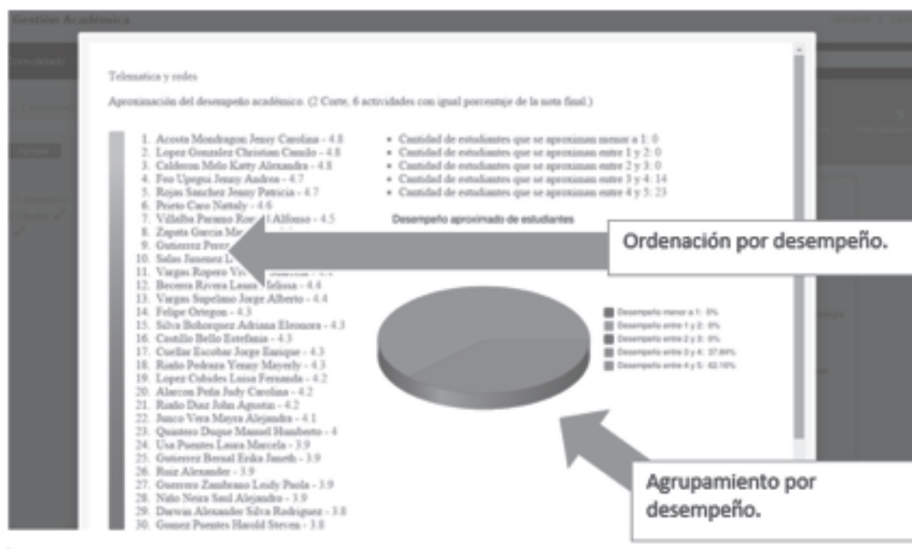 Gestión Académica
Telematica y redes
Aproximación del desempeño académico. (2 Corte, 6 actividades con igual porcentaje de la nota final.)
1. Acosta Mondragon Jenny Carolina - 4.8
2. Lopez Gonzalez Christian Camilo - 4.8
3. Calderon Melo Katty Alexandra - 4.8
4. Feo Upegui Jenny Andrea - 4.7
5. Rojas Sanchez Jenny Patricia - 4.7
6. Prieto Caro Nattaly - 4.6
7. Villalba Alfonso - 4.5
8. Zapata Garcia
9. Gutierrez Perez
10. Salas Jimenez
11. Vargas Ropero
12. Becerra Rivera Laura Melissa - 4.4
13. Vargas Supelano Jorge Alberto - 4.4
14. Felipe Ortegon - 4.3
15. Silva Bohorquez Adriana Eleonora - 4.3
16. Castillo Bello Estefania - 4.3
17. Cuellar Escobar Jorge Enrique - 4.3
18. Riaño Pedraza Yenny Mayerly - 4.3
19. Lopez Cubides Luisa Fernanda - 4.2
20. Alarcon Peña Judy Carolina - 4.2
21. Riaño Diaz John Agustin - 4.2
22. Junco Vera Mayra Alejandra - 4.1
23. Quintero Duque Manuel Humberto - 4
24. Usa Puentes Laura Marcela - 3.9
25. Gutierrez Bernal Erika Janeth - 3.9
26. Ruiz Alexander - 3.9
27. Guerrero Zambrano Leidy Paola - 3.9
28. Niño Neira Saul Alejandro - 3.9
29. Darwin Alexander Silva Rodriguez - 3.8
30. Gomez Puentes Harold Steven - 3.8
• Cantidad de estudiantes que se aproximan menor a 1: 0
• Cantidad de estudiantes que se aproximan entre 1 y 2: 0
• Cantidad de estudiantes que se aproximan entre 2 y 3: 0
• Cantidad de estudiantes que se aproximan entre 3 y 4: 14
• Cantidad de estudiantes que se aproximan entre 4 y 5: 23
Desempeño aproximado de estudiantes
Desempeño menor a 1: 0%
Desempeño entre 1 y 2: 0%
Desempeño entre 2 y 3: 0%
Desempeño entre 3 y 4: 37.84%
Desempeño entre 4 y 5: 62.16%
Ordenación por desempeño.
Agrupamiento por
desempeño.